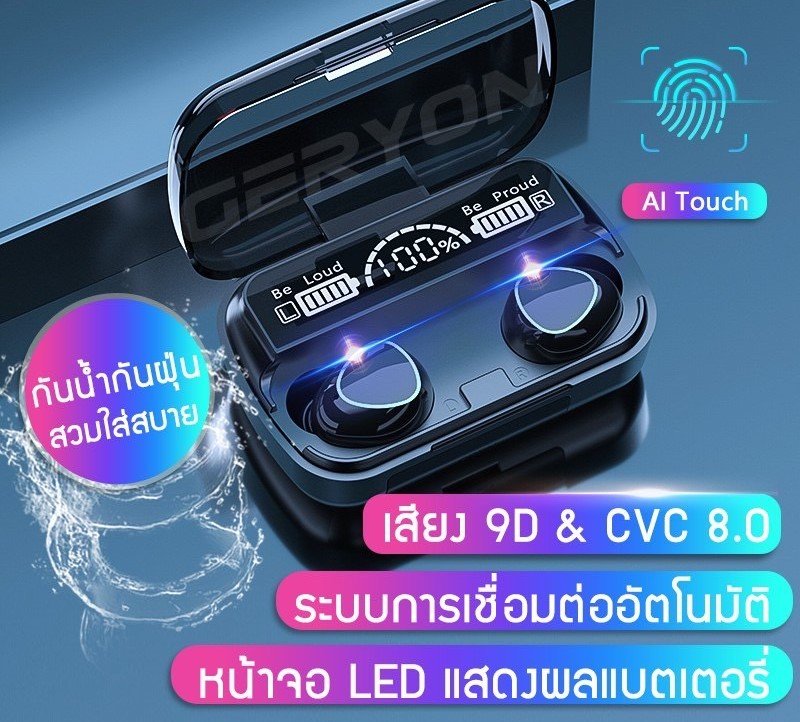 GERYON
AI Touch
Be Proud
R
100%
Be Loud
L
กันน้ำกันฝุ่น
สวมใส่สบาย
เสียง 9D & CVC 8.0
ระบบการเชื่อมต่ออัตโนมัติ
หน้าจอ LED แสดงผลแบตเตอรี่